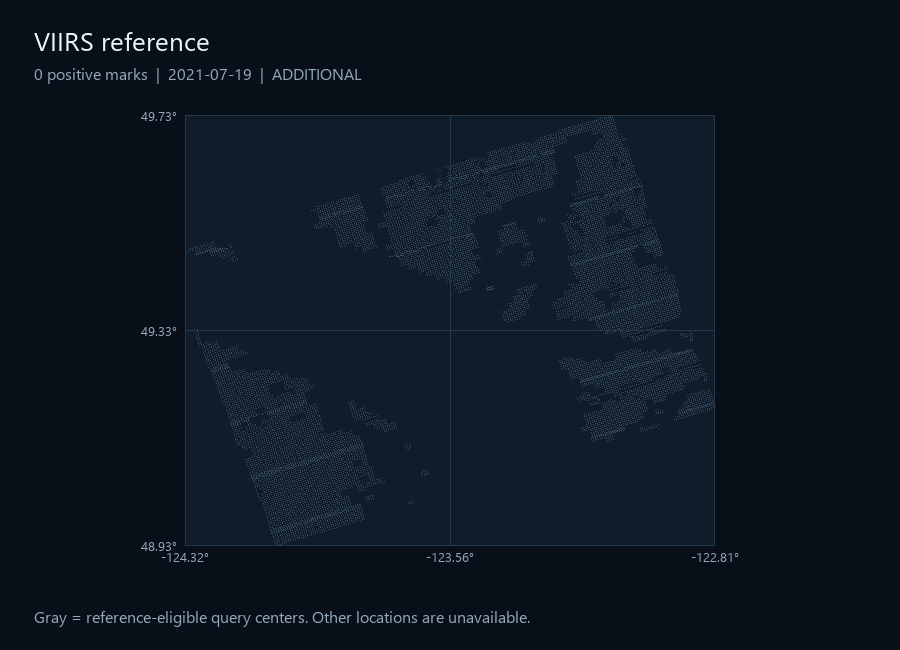 VIIRS reference
0 positive marks | 2021-07-19 | ADDITIONAL
49.73°
49.33°
48.93°
-124.32°
-123.56°
-122.81°
Gray = reference-eligible query centers. Other locations are unavailable.